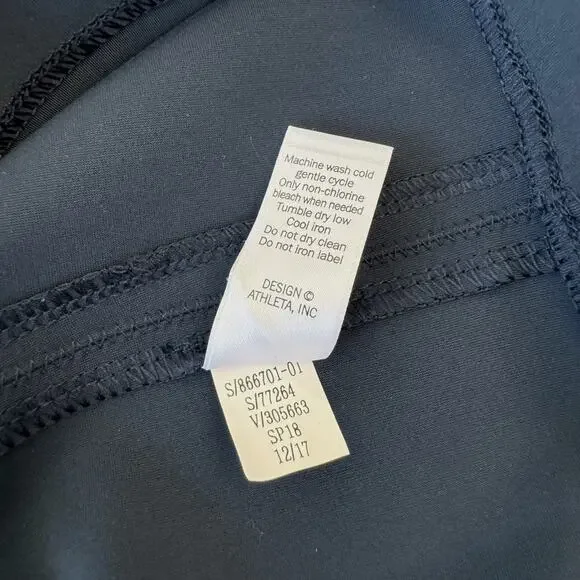 Machine wash cold
gentle cycle
Only non-chlorine
bleach when needed
Tumble dry low
Cool iron
Do not dry clean
Do not iron label
DESIGN ©
ATHLETA, INC
S/866701-01
S/77264
V/305663
SP18
12/17